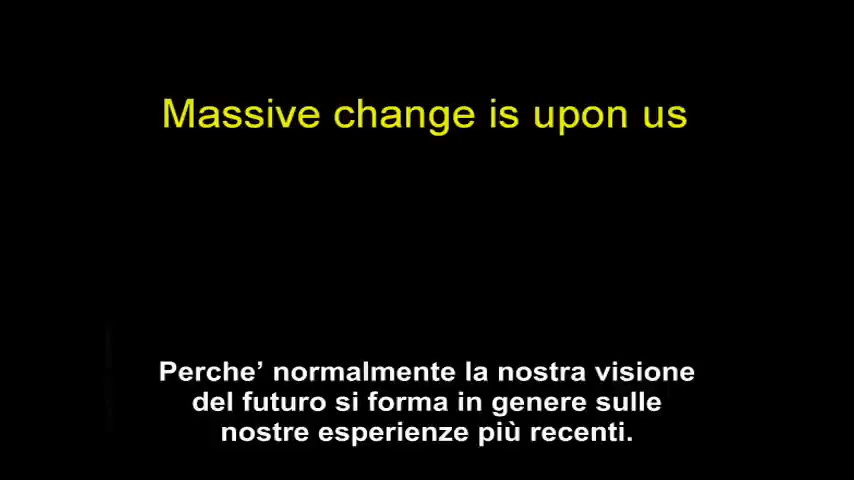 Massive change is upon us
Perche’ normalmente la nostra visione
del futuro si forma in genere sulle
nostre esperienze più recenti.